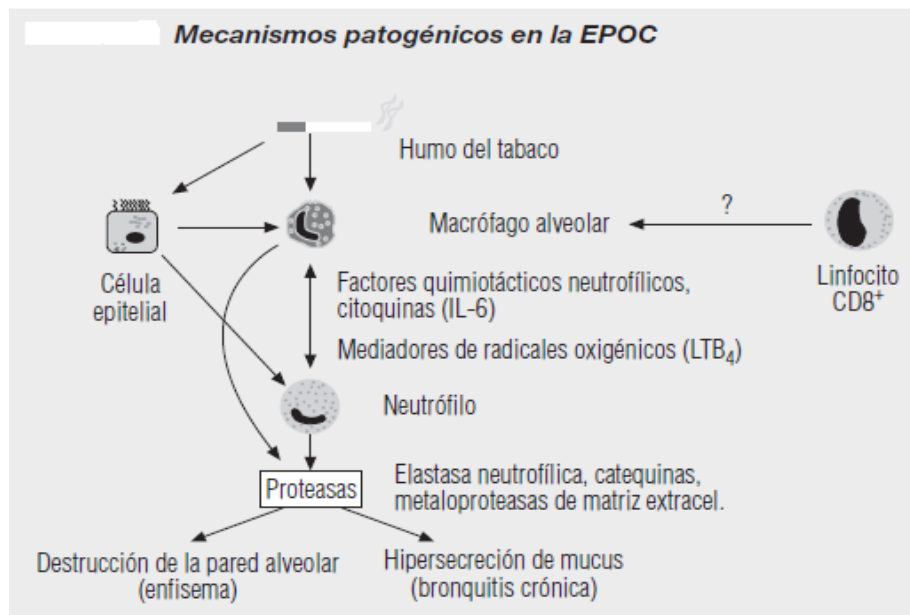 Mecanismos patogénicos en la EPOC
Humo del tabaco
?
Macrófago alveolar
Célula
epitelial
Linfocito
CD8+
Factores quimiotácticos neutrofílicos,
citoquinas (IL-6)
Mediadores de radicales oxigénicos (LTB4)
Neutrófilo
Proteasas
Elastasa neutrofílica, catequinas,
metaloproteasas de matriz extracel.
Destrucción de la pared alveolar
(enfisema)
Hipersecreción de mucus
(bronquitis crónica)